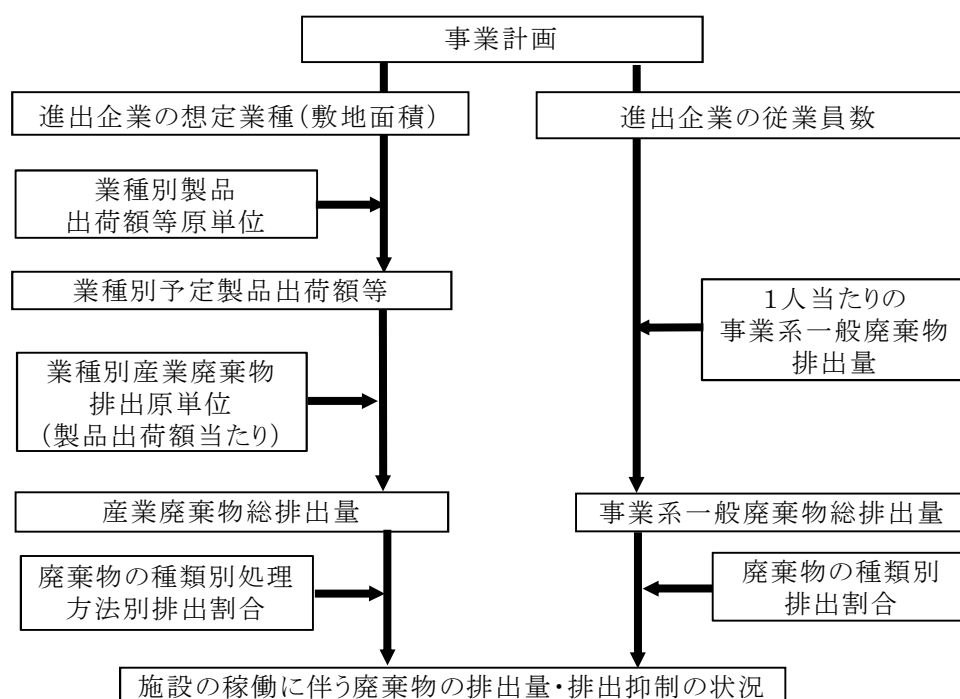 事業計画
進出企業の想定業種(敷地面積)
進出企業の従業員数
業種別製品
出荷額等原単位
業種別予定製品出荷額等
1人当たりの
事業系一般廃棄物
排出量
業種別産業廃棄物
排出原単位
(製品出荷額当たり)
産業廃棄物総排出量
事業系一般廃棄物総排出量
廃棄物の種類別処理
方法別排出割合
廃棄物の種類別
排出割合
施設の稼働に伴う廃棄物の排出量・排出抑制の状況